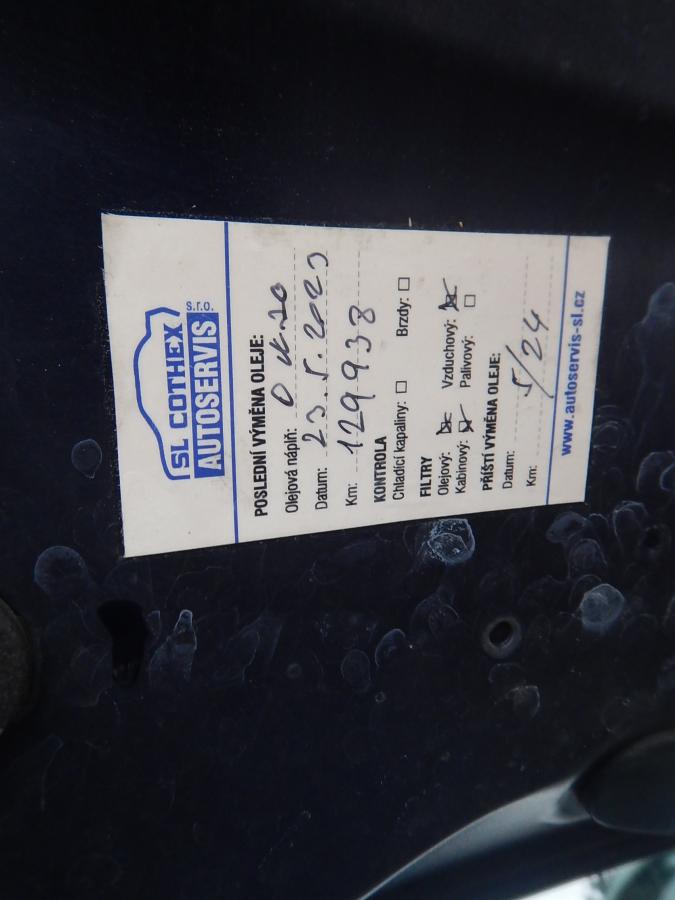 SL COTHEX s.r.o.
AUTOSERVIS
POSLEDNÍ VÝMĚNA OLEJE:
Olejová náplň:
Datum: 23.5.2023
Km: 129938
KONTROLA
Chladící kapaliny: Brzdy:
FILTRY
Olejový: Vzduchový:
Kabinový: Palivový:
PŘÍŠTÍ VÝMĚNA OLEJE:
Datum: 5/24
Km:
www.autoservis-sl.cz